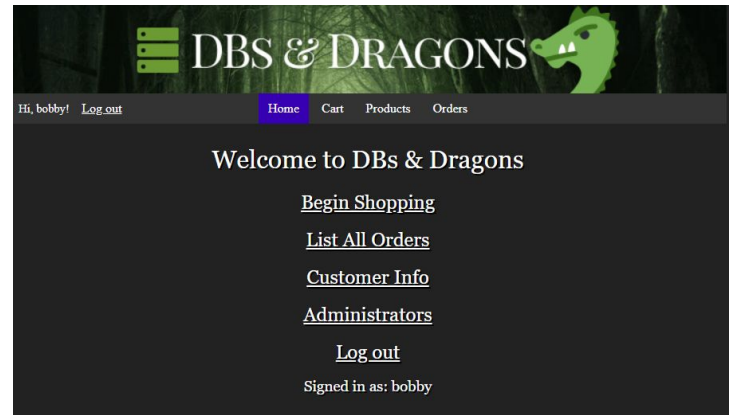 DBs & Dragons
Hi, bobby! Log out Home Cart Products Orders
Welcome to DBs & Dragons
Begin Shopping
List All Orders
Customer Info
Administrators
Log out
Signed in as: bobby